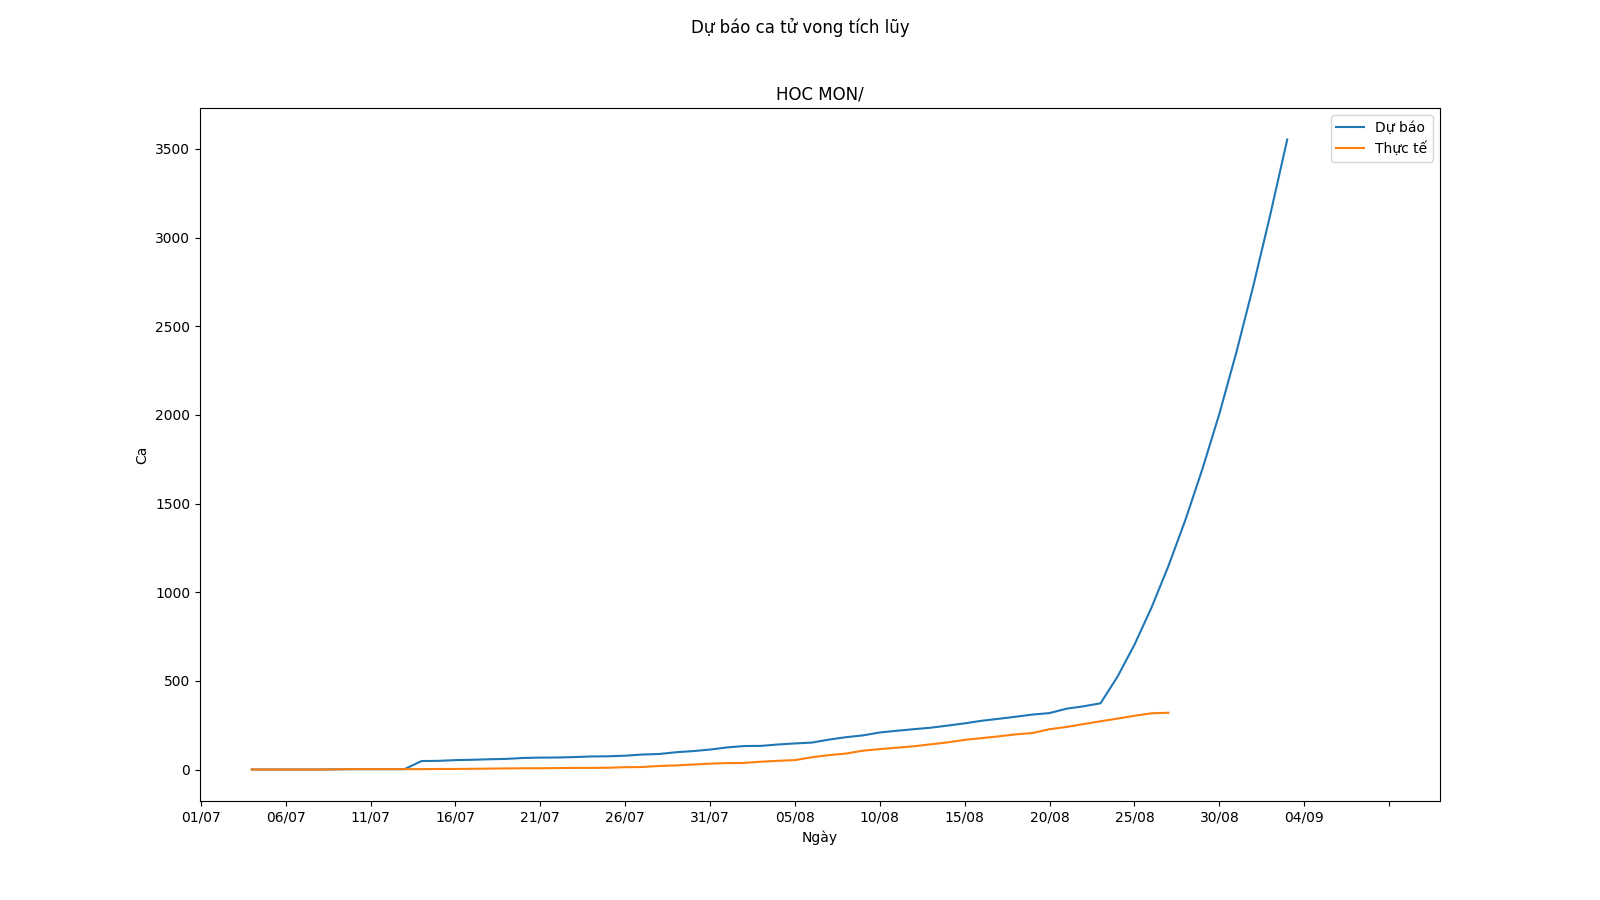 Dự báo ca tử vong tích lũy
HOC MON/
Dự báo
Thực tế
3500
3000
2500
2000
1500
1000
500
0
Ca
01/07 06/07 11/07 16/07 21/07 26/07 31/07 05/08 10/08 15/08 20/08 25/08 30/08 04/09
Ngày